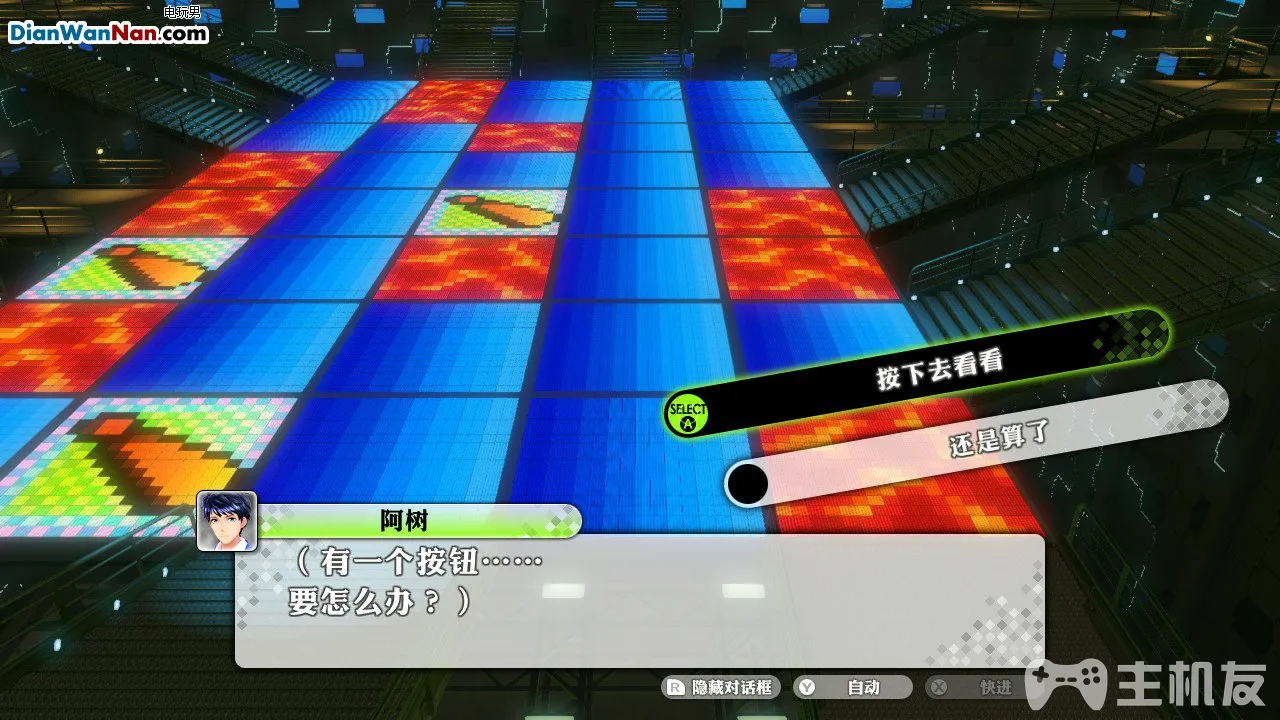 电玩男
DianWanNan.com
按下去看看
SELECT
A
还是算了
阿树
（有一个按钮……
要怎么办？）
R 隐藏对话框 Y 自动 X 快进
主机友